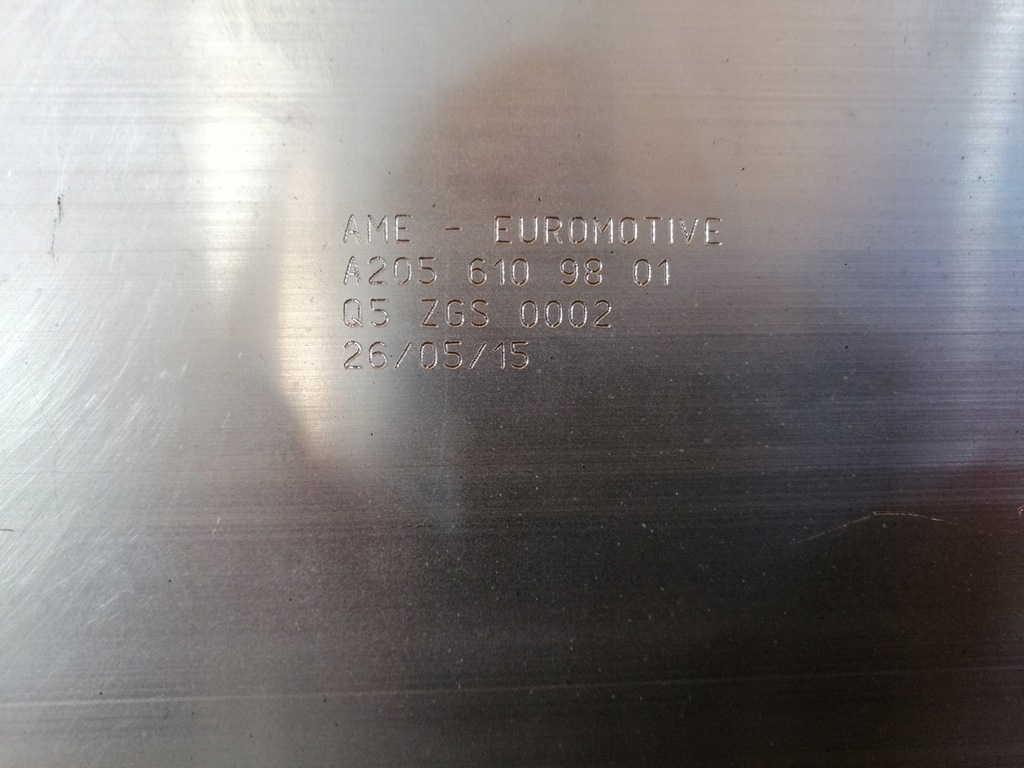 AME - EUROMOTIVE
A205 610 98 01
Q5 ZGS 0002
26/05/15